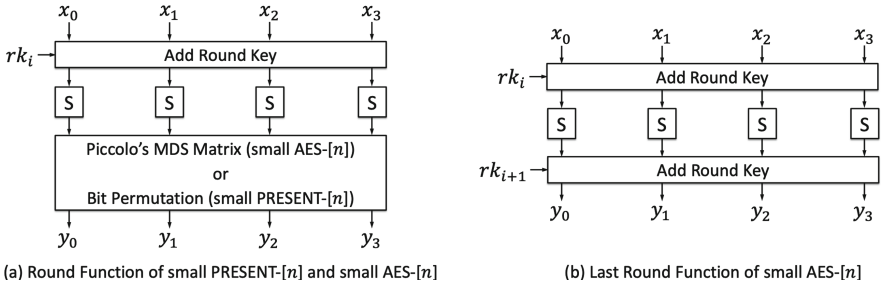 x₀ x₁ x₂ x₃
rkᵢ Add Round Key
S S S S
Piccolo's MDS Matrix (small AES-[n])
or
Bit Permutation (small PRESENT-[n])
y₀ y₁ y₂ y₃
(a) Round Function of small PRESENT-[n] and small AES-[n]
x₀ x₁ x₂ x₃
rkᵢ Add Round Key
S S S S
rkᵢ₊₁ Add Round Key
y₀ y₁ y₂ y₃
(b) Last Round Function of small AES-[n]